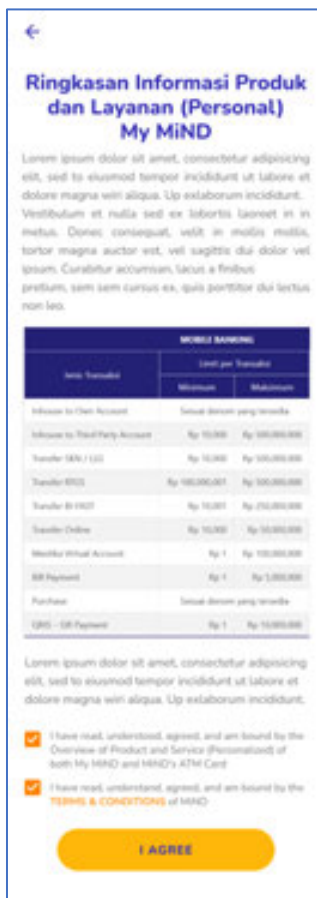 Ringkasan Informasi Produk
dan Layanan (Personal)
My MiND
Lorem ipsum dolor sit amet, consectetur adipisicing
elit, sed to eiusmod tempor incididunt ut labore et
dolore magna wiri aliqua. Up exlaborum incididunt.
Vestibulum et nulla sed ex lobortis laoreet in in
metus. Donec consequat, velit in mollis mollis,
tortor magna auctor est, vel sagittis dui dolor vel
ipsum. Curabitur accumsan, lacus a finibus
pretium, sem sem cursus ex, quis porttitor dui lectus
non leo.
MOBILE BANKING
Jenis Transaksi
Limit per Transaksi
Minimum Maksimum
Inhouse to Own Account Sesuai denom yang tersedia
Inhouse to Third Party Account Rp 10,000 Rp 500,000,000
Transfer SKN / LLG Rp 10,000 Rp 500,000,000
Transfer RTGS Rp 100,000,001 Rp 500,000,000
Transfer BI FAST Rp 10,001 Rp 250,000,000
Transfer Online Rp 10,000 Rp 50,000,000
Mestika Virtual Account Rp 1 Rp 100,000,000
Bill Payment Rp 1 Rp 5,000,000
Purchase Sesuai denom yang tersedia
QRIS - QR Payment Rp 1 Rp 10,000,000
Lorem ipsum dolor sit amet, consectetur adipisicing
elit, sed to eiusmod tempor incididunt ut labore et
dolore magna wiri aliqua. Up exlaborum incididunt.
I have read, understood, agreed, and am bound by the
Overview of Product and Service (Personalized) of
both My MiND and MiND's ATM Card
I have read, understand, agreed, and am bound by the
TERMS & CONDITIONS of MiND
I AGREE